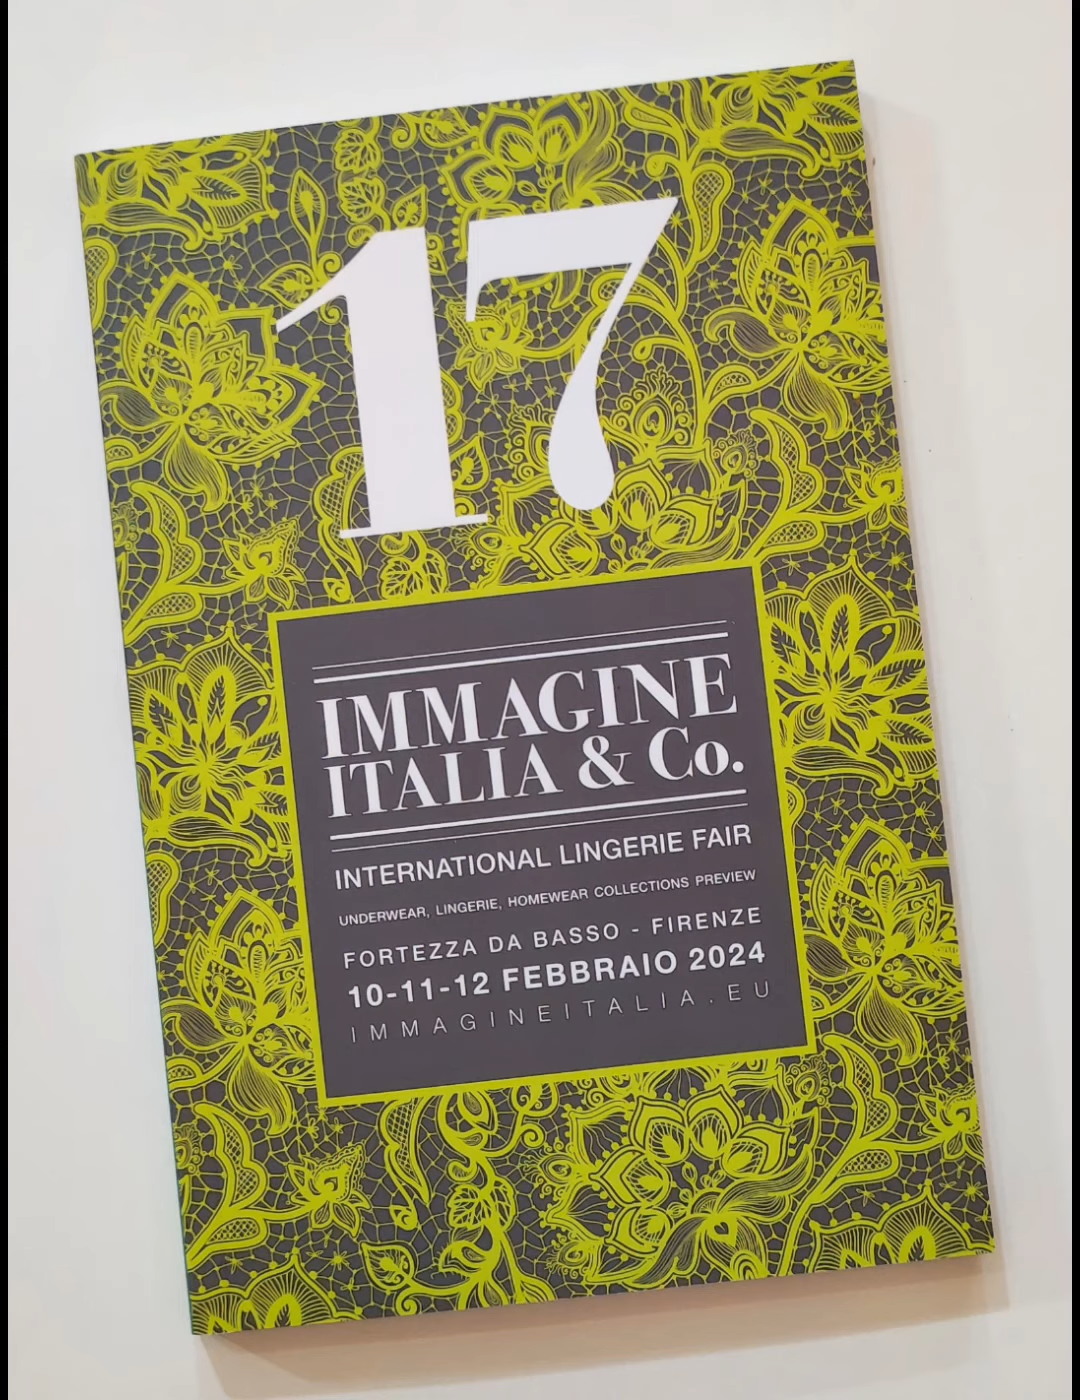 17
IMMAGINE
ITALIA & Co.
INTERNATIONAL LINGERIE FAIR
UNDERWEAR, LINGERIE, HOMEWEAR COLLECTIONS PREVIEW
FORTEZZA DA BASSO - FIRENZE
10-11-12 FEBBRAIO 2024
IMMAGINEITALIA.EU